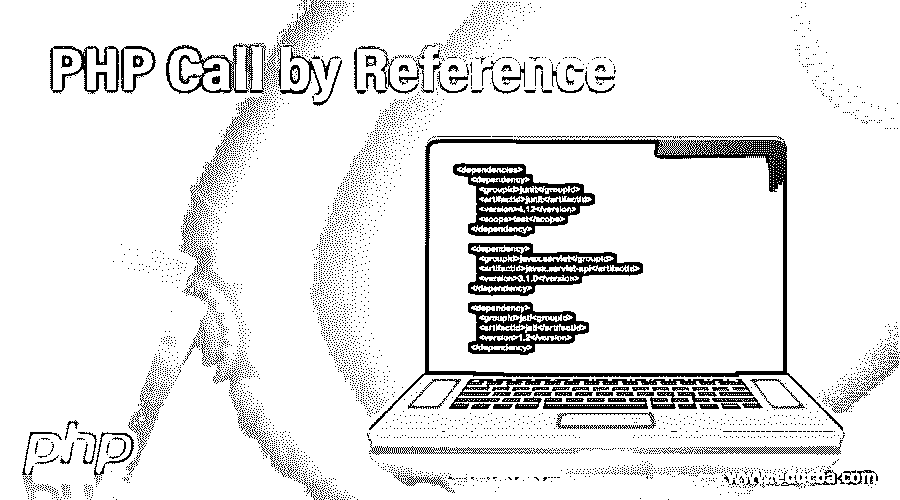 PHP Call by Reference
<dependencies>
<dependency>
<groupId>junit</groupId>
<artifactId>junit</artifactId>
<version>4.12</version>
<scope>test</scope>
</dependency>
<dependency>
<groupId>javax.servlet</groupId>
<artifactId>javax.servlet-api</artifactId>
<version>3.1.0</version>
</dependency>
<dependency>
<groupId>jstl<groupId>
<artifactId>jstl</artifactId>
<version>1.2</version>
</dependency>
php
www.educba.com